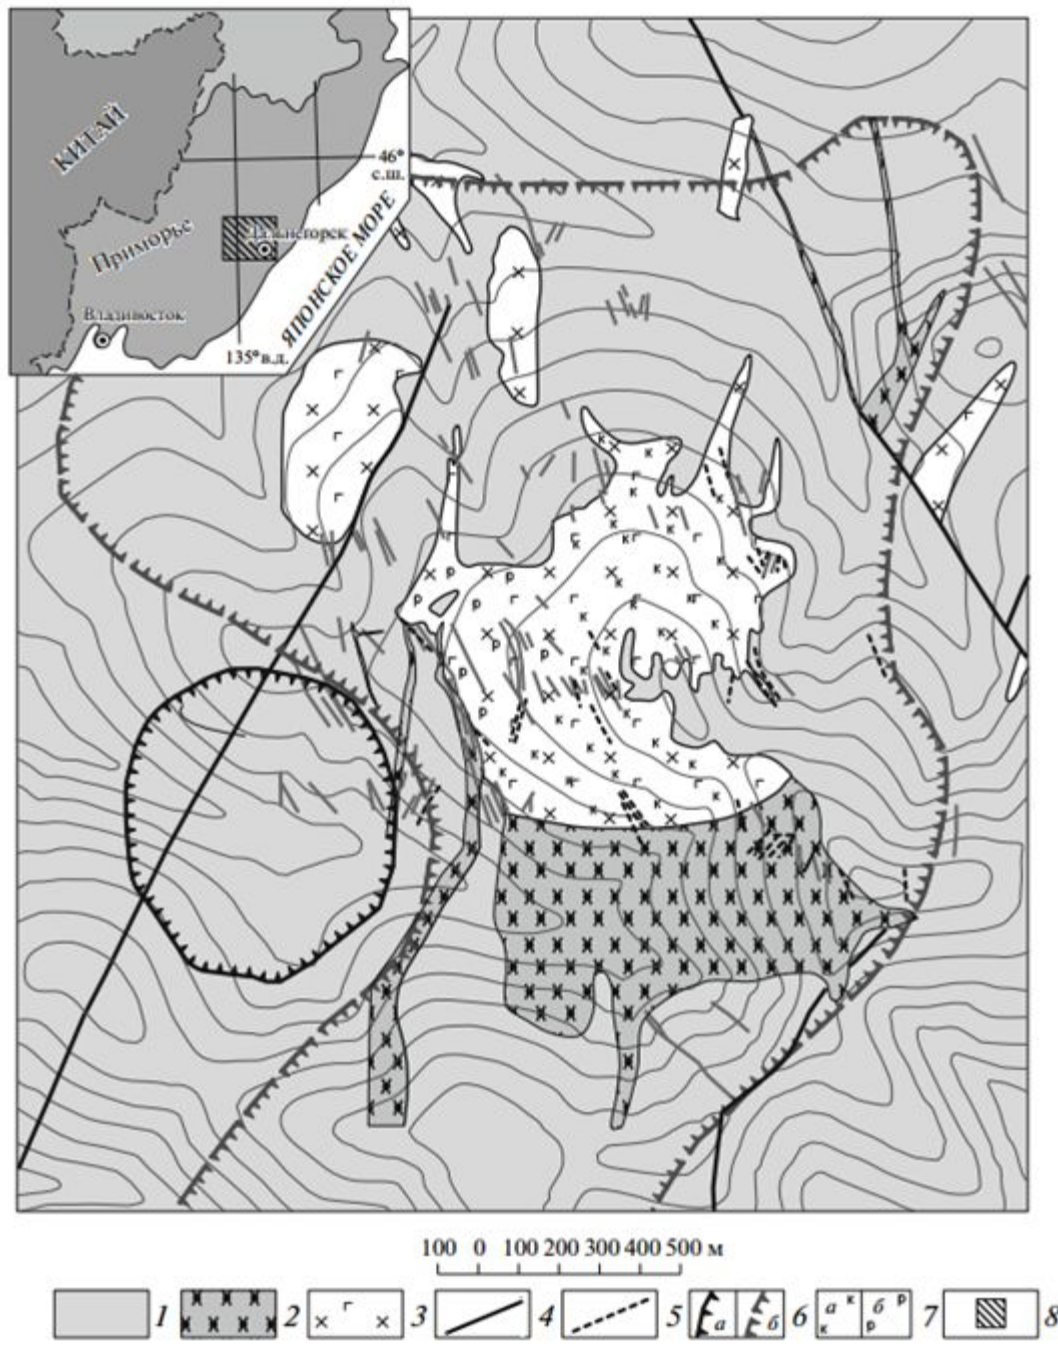 КИТАЙ
46°
с.ш.
Приморье
Дальнегорск
ЯПОНСКОЕ МОРЕ
Владивосток
135° в.д.
100 0 100 200 300 400 500 м
1 2 3 4 5 а б 6 а к б р к р 7 8